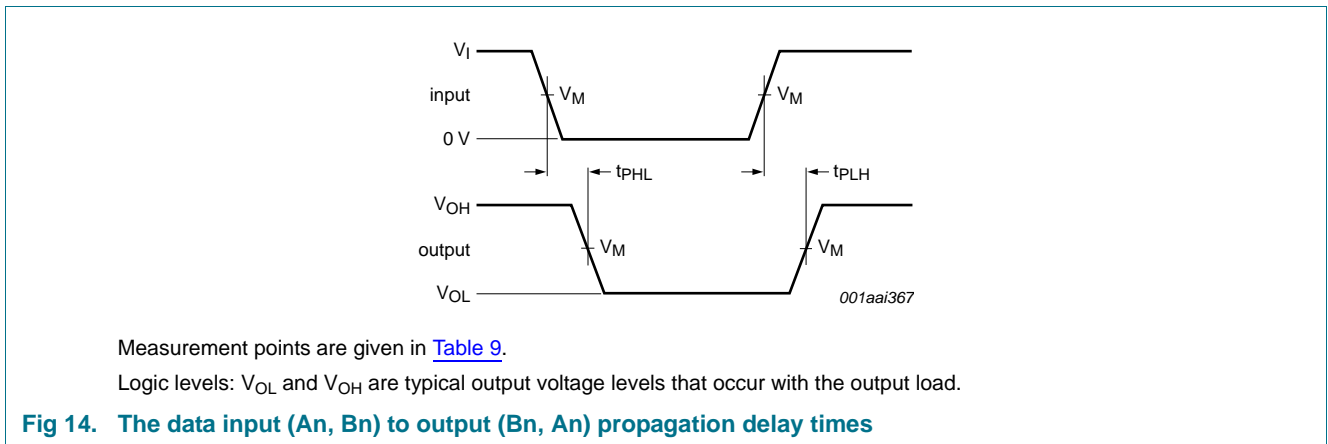 VI
input
VM
VM
0 V
tPHL
tPLH
VOH
output
VM
VM
VOL
001aai367
Measurement points are given in Table 9.
Logic levels: VOL and VOH are typical output voltage levels that occur with the output load.
Fig 14. The data input (An, Bn) to output (Bn, An) propagation delay times